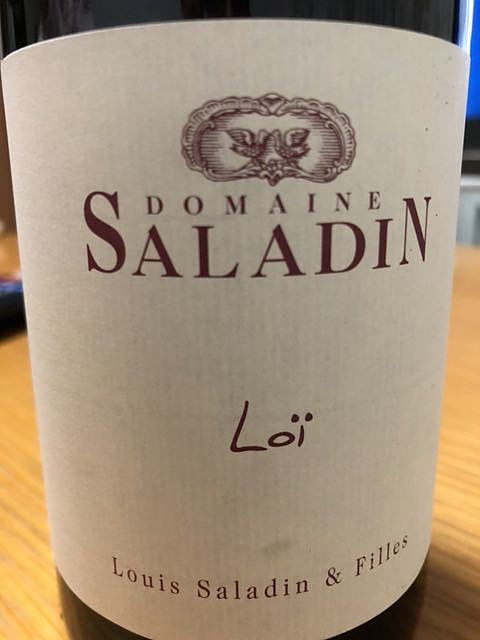 DOMAINE
SALADIN
Loï
Louis Saladin & Filles